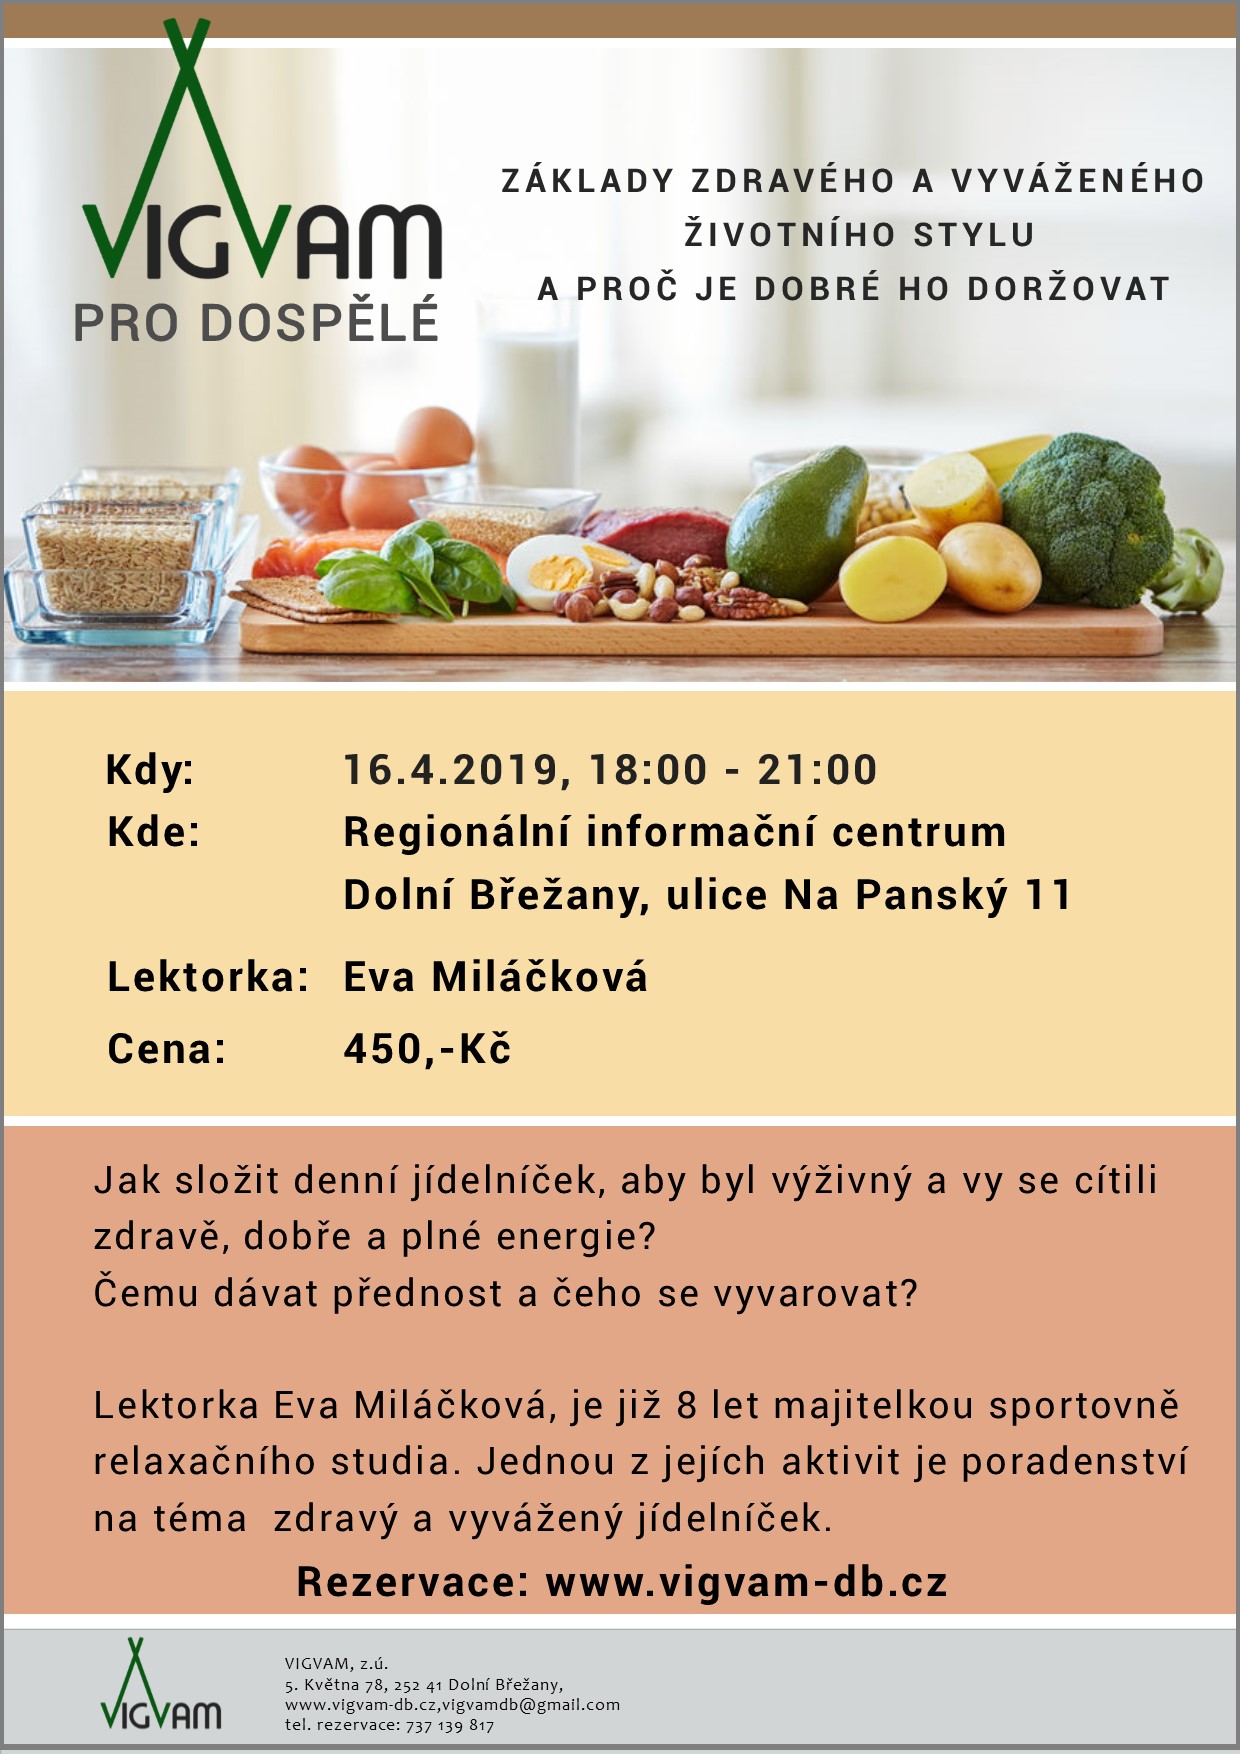 VIGVAM
PRO DOSPĚLÉ
ZÁKLADY ZDRAVÉHO A VYVÁŽENÉHO
ŽIVOTNÍHO STYLU
A PROČ JE DOBRÉ HO DORŽOVAT
Kdy: 16.4.2019, 18:00 - 21:00
Kde: Regionální informační centrum
Dolní Břežany, ulice Na Panský 11
Lektorka: Eva Miláčková
Cena: 450,-Kč
Jak složit denní jídelníček, aby byl výživný a vy se cítili
zdravě, dobře a plné energie?
Čemu dávat přednost a čeho se vyvarovat?
Lektorka Eva Miláčková, je již 8 let majitelkou sportovně
relaxačního studia. Jednou z jejích aktivit je poradenství
na téma  zdravý a vyvážený jídelníček.
Rezervace: www.vigvam-db.cz
VIGVAM
VIGVAM, z.ú.
5. Května 78, 252 41 Dolní Břežany,
www.vigvam-db.cz,vigvamdb@gmail.com
tel. rezervace: 737 139 817